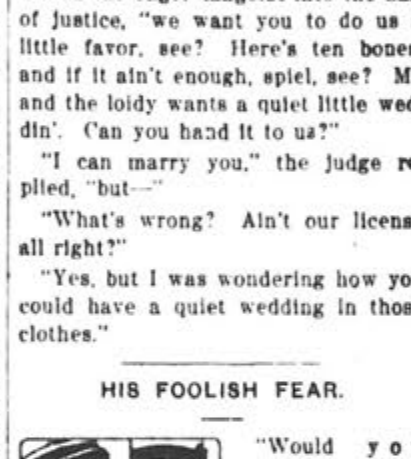 of justice, "we want you to do us
little favor, see? Here's ten bones
and if it ain't enough, spiel, see? M
and the loidy wants a quiet little wed
din'. Can you hand it to us?"
"I can marry you," the judge re
plied, "but—"
"What's wrong? Ain't our licens
all right?"
"Yes, but I was wondering how yo
could have a quiet wedding in thos
clothes."
HIS FOOLISH FEAR.
"Would yo